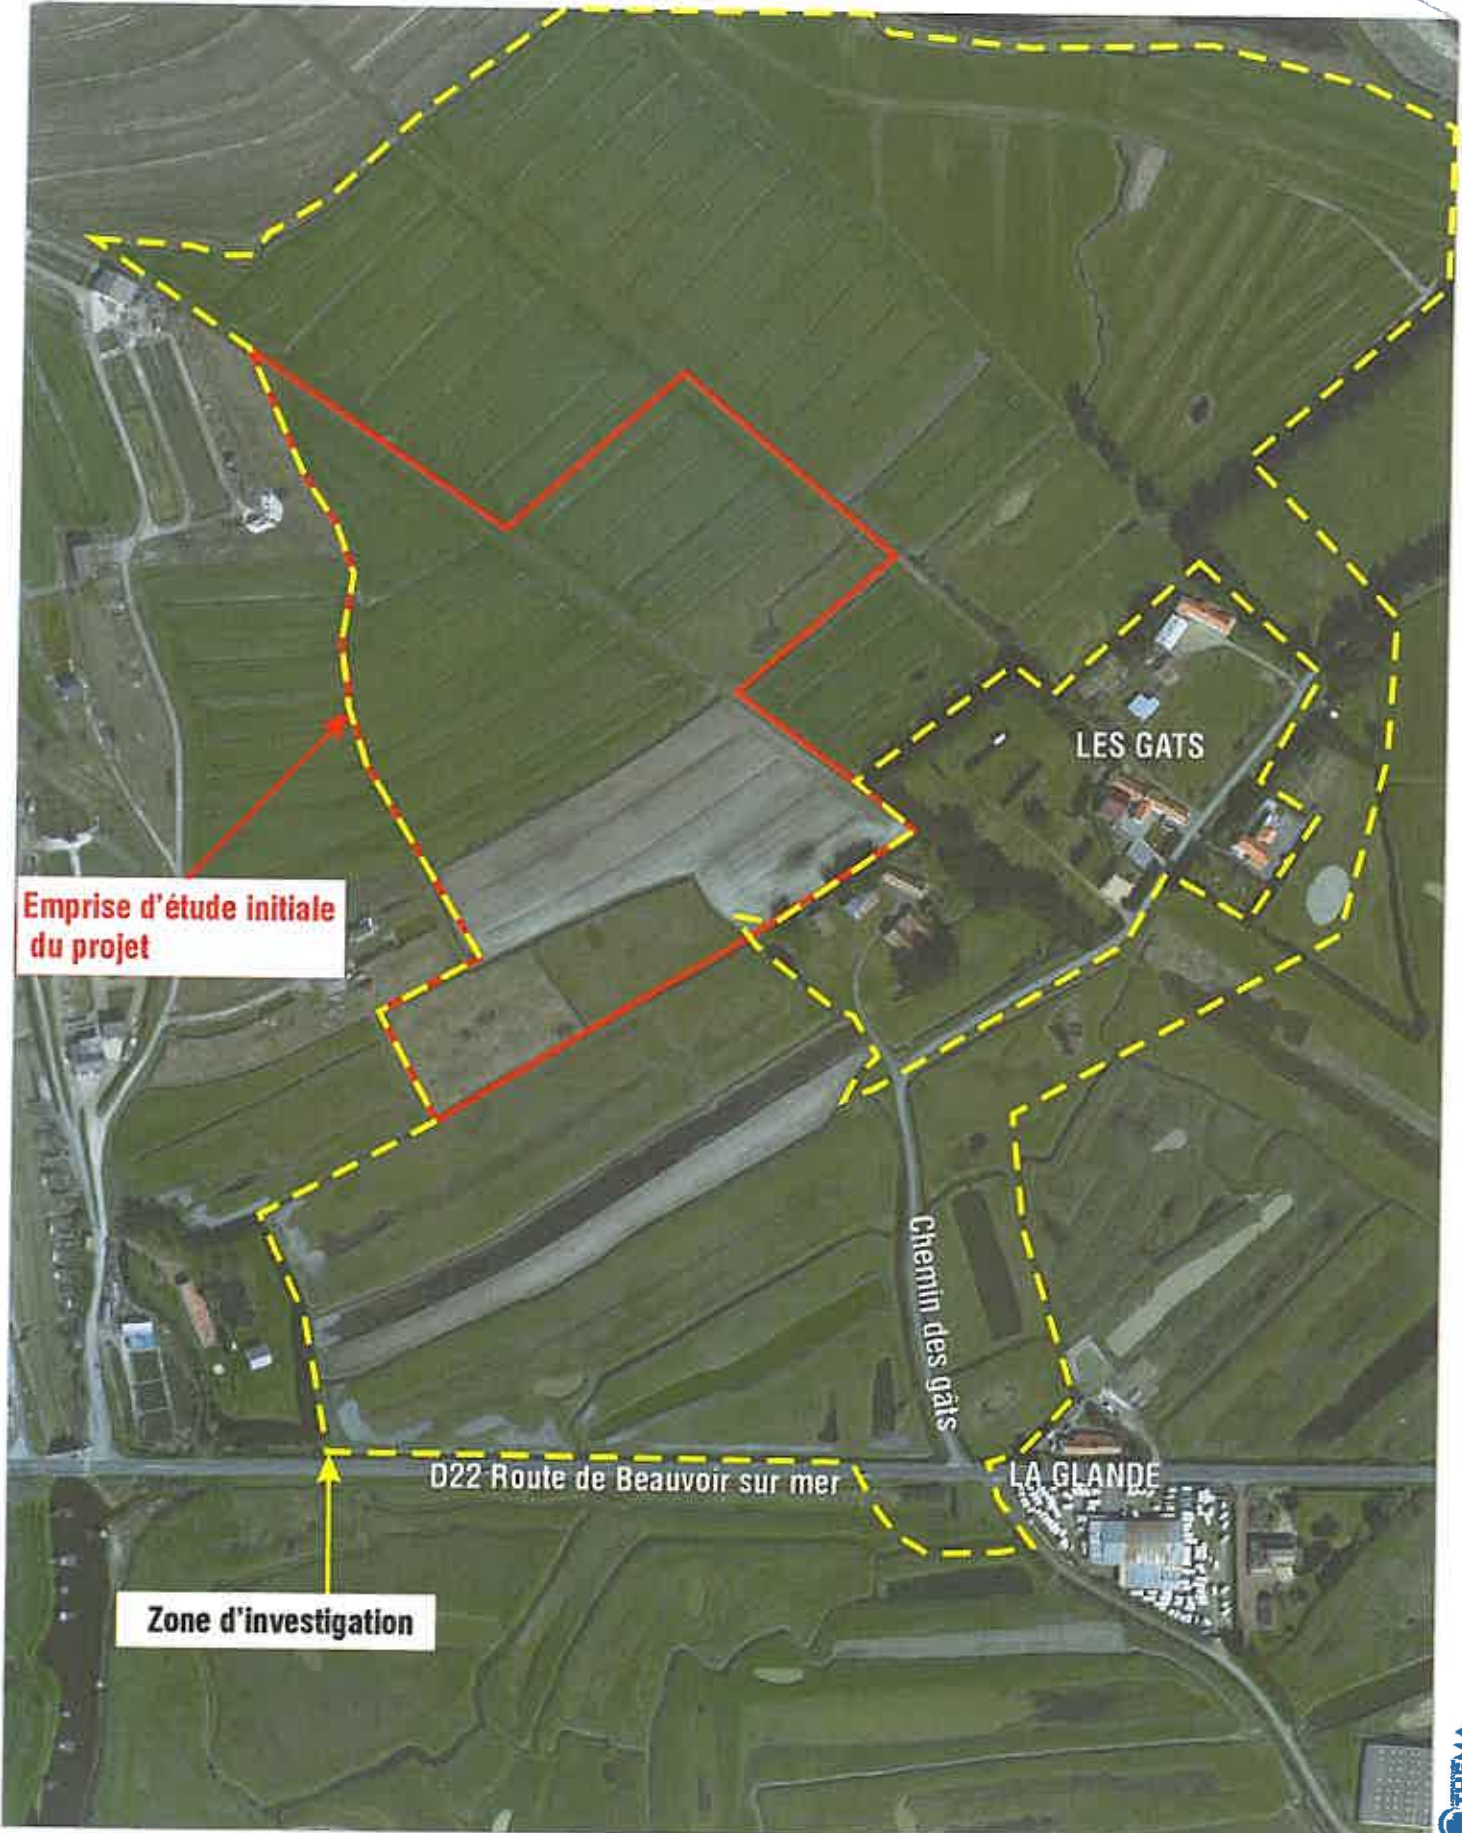 LES GATS
Emprise d'étude initiale
du projet
Chemin des gâts
D22 Route de Beauvoir sur mer
LA GLANDE
Zone d'investigation